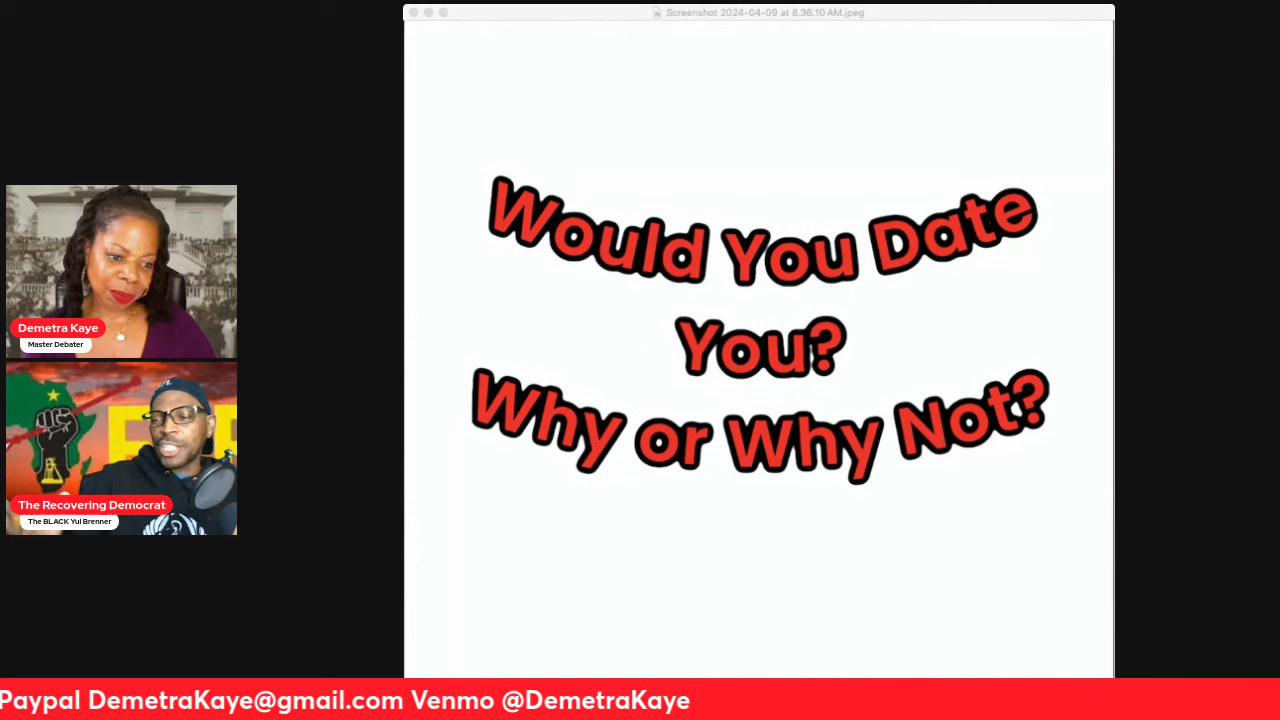 Screenshot 2024-04-09 at 8.36.10 AM.jpeg
Would You Date
You?
Why or Why Not?
Demetra Kaye
Master Debater
The Recovering Democrat
The BLACK Yul Brenner
Paypal DemetraKaye@gmail.com Venmo @DemetraKaye